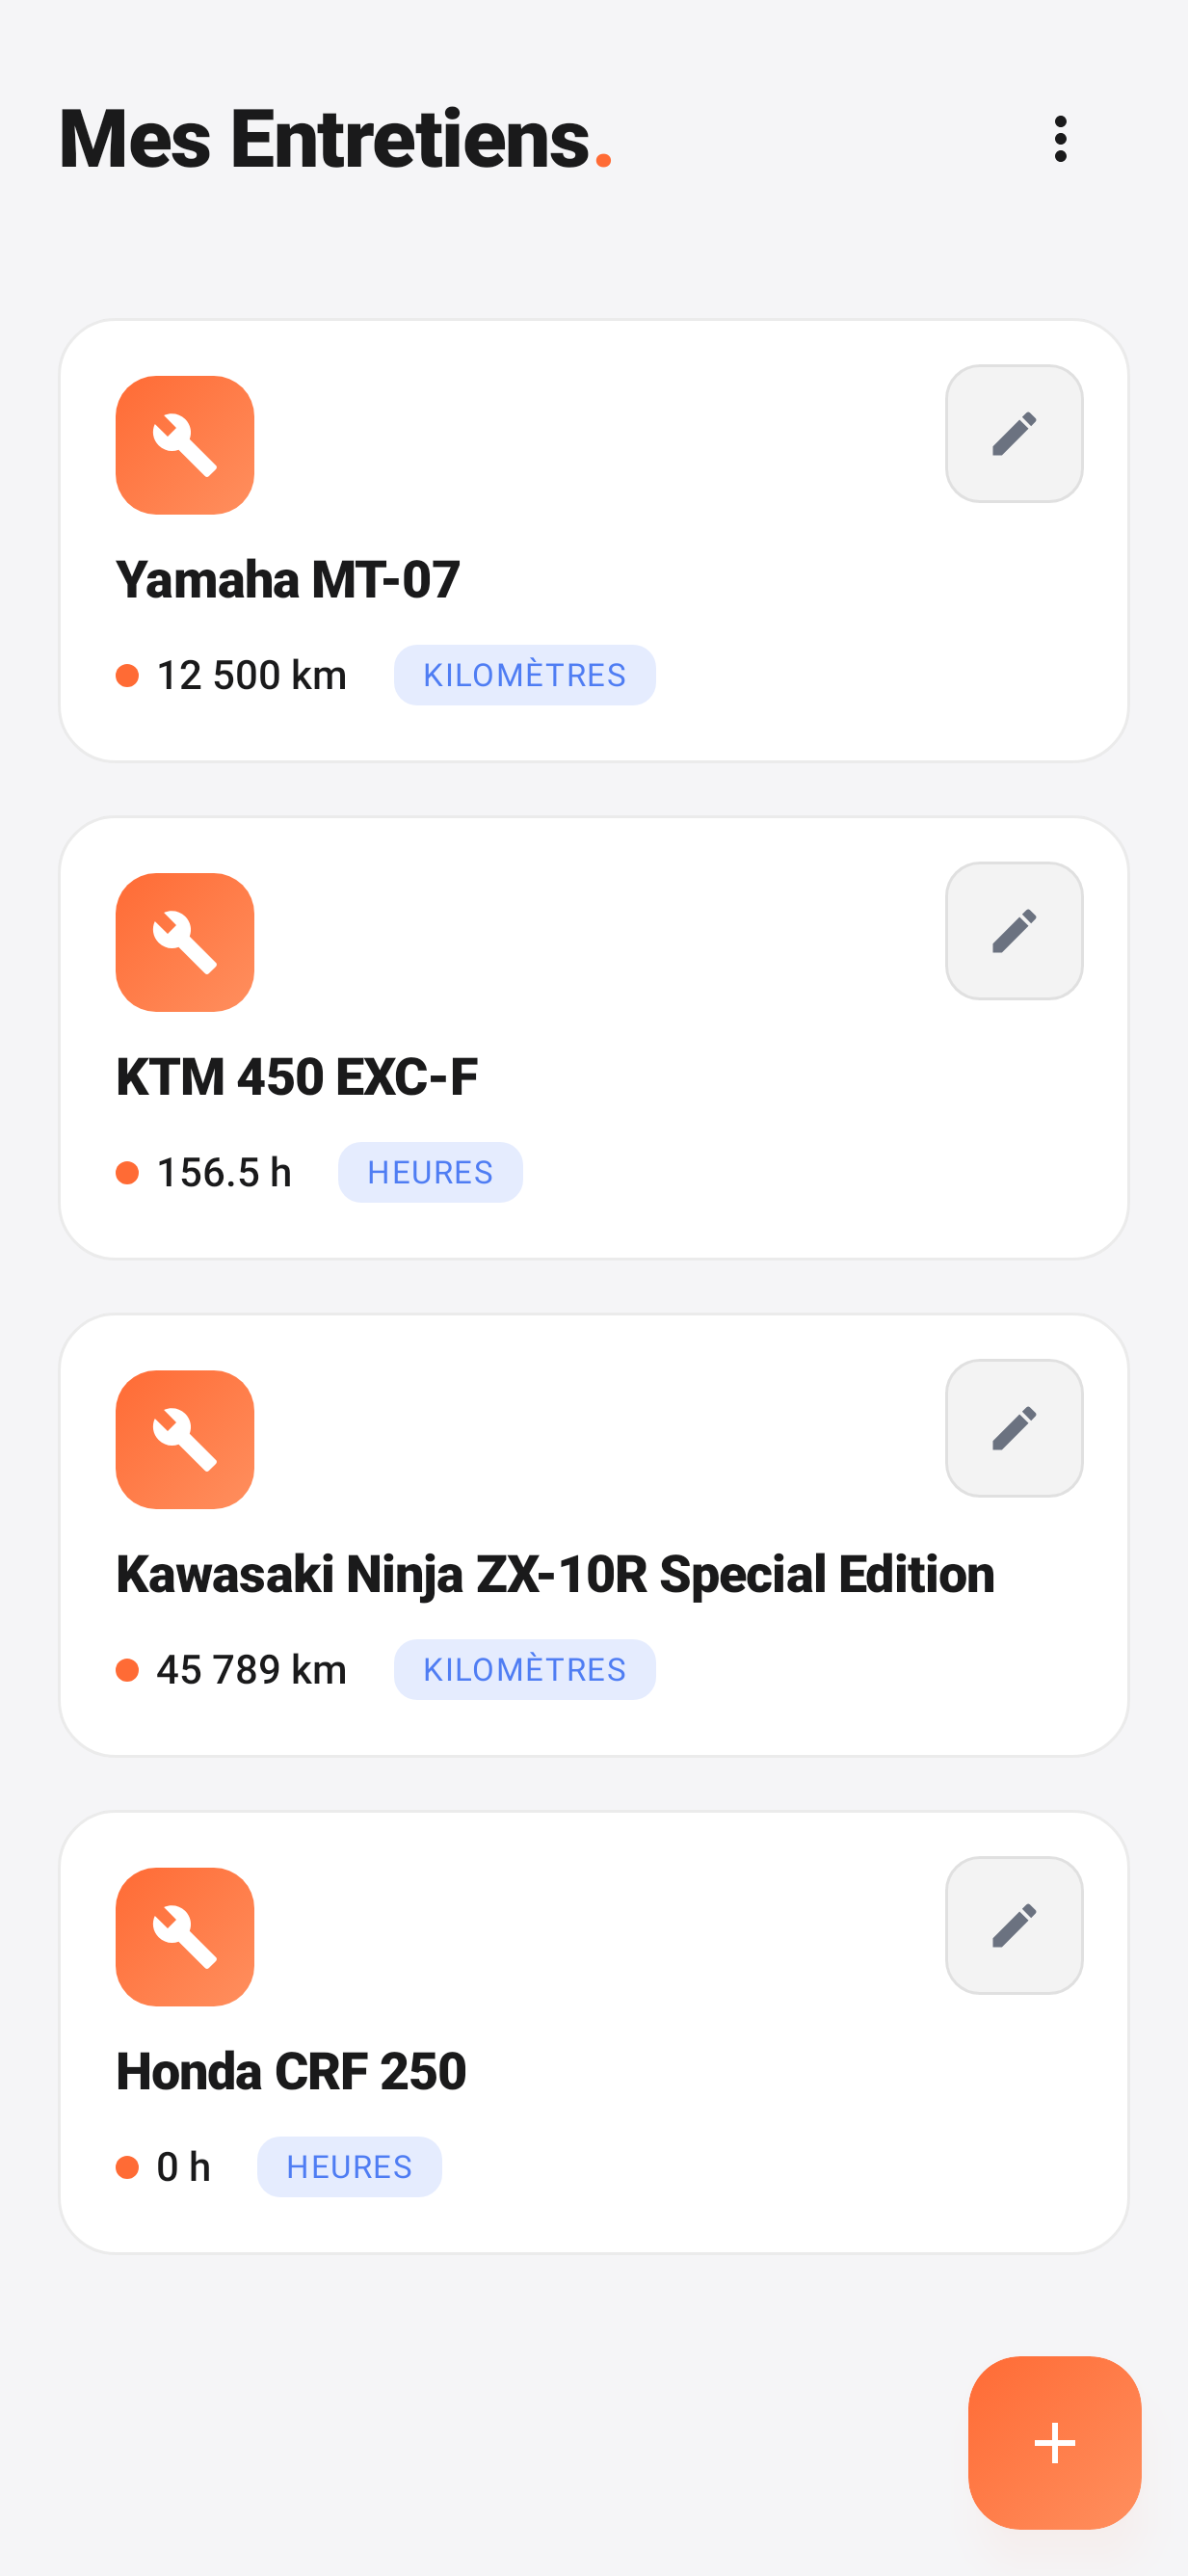 Mes Entretiens.
Yamaha MT-07
12 500 km KILOMÈTRES
KTM 450 EXC-F
156.5 h HEURES
Kawasaki Ninja ZX-10R Special Edition
45 789 km KILOMÈTRES
Honda CRF 250
0 h HEURES